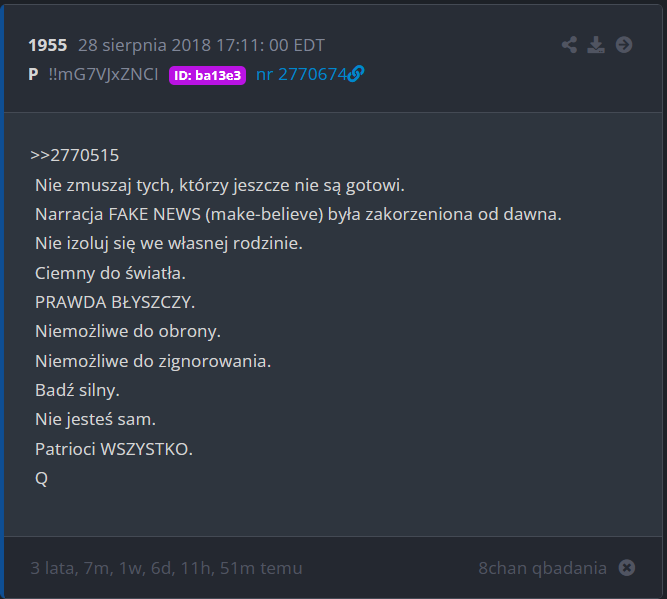 1955 28 sierpnia 2018 17:11: 00 EDT
P !!mG7VJxZNCI ID: ba13e3 nr 2770674
>>2770515
Nie zmuszaj tych, którzy jeszcze nie są gotowi.
Narracja FAKE NEWS (make-believe) była zakorzeniona od dawna.
Nie izoluj się we własnej rodzinie.
Ciemny do światła.
PRAWDA BŁYSZCZY.
Niemożliwe do obrony.
Niemożliwe do zignorowania.
Badź silny.
Nie jesteś sam.
Patrioci WSZYSTKO.
Q
3 lata, 7m, 1w, 6d, 11h, 51m temu 8chan qbadania